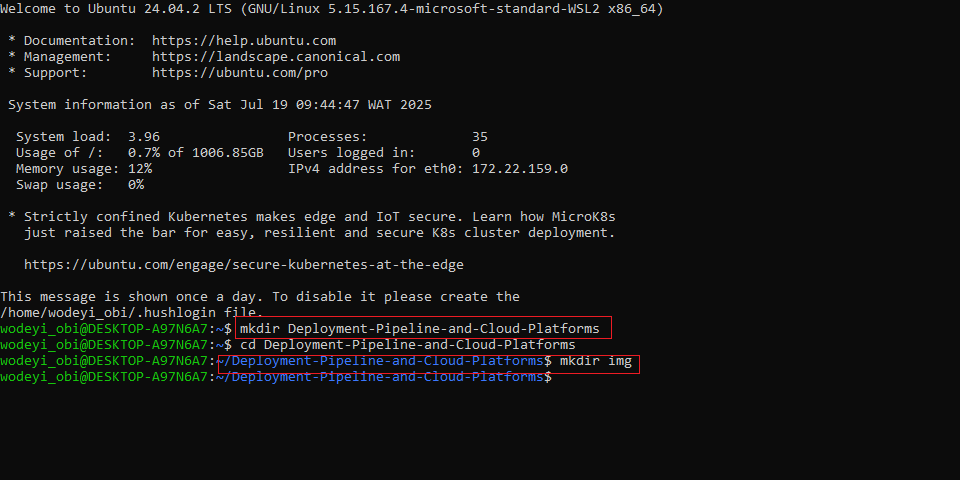 Welcome to Ubuntu 24.04.2 LTS (GNU/Linux 5.15.167.4-microsoft-standard-WSL2 x86_64)
* Documentation:  https://help.ubuntu.com
* Management:     https://landscape.canonical.com
* Support:        https://ubuntu.com/pro
System information as of Sat Jul 19 09:44:47 WAT 2025
System load:  3.96                Processes:             35
Usage of /:   0.7% of 1006.85GB   Users logged in:       0
Memory usage: 12%                 IPv4 address for eth0: 172.22.159.0
Swap usage:   0%
* Strictly confined Kubernetes makes edge and IoT secure. Learn how MicroK8s
just raised the bar for easy, resilient and secure K8s cluster deployment.
https://ubuntu.com/engage/secure-kubernetes-at-the-edge
This message is shown once a day. To disable it please create the
/home/wodeyi_obi/.hushlogin file.
wodeyi_obi@DESKTOP-A97N6A7:~$ mkdir Deployment-Pipeline-and-Cloud-Platforms
wodeyi_obi@DESKTOP-A97N6A7:~$ cd Deployment-Pipeline-and-Cloud-Platforms
wodeyi_obi@DESKTOP-A97N6A7:~/Deployment-Pipeline-and-Cloud-Platforms$ mkdir img
wodeyi_obi@DESKTOP-A97N6A7:~/Deployment-Pipeline-and-Cloud-Platforms$